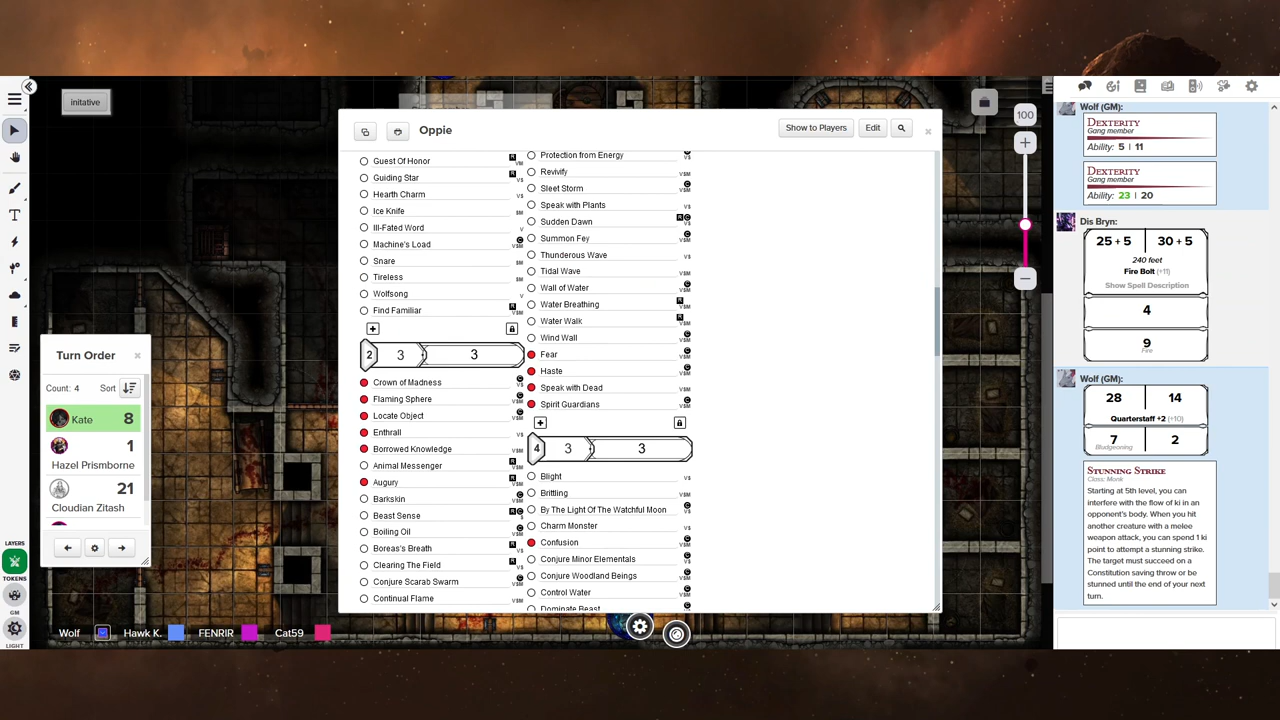 initative
Turn Order
Count: 4
Sort
Kate
8
1
Hazel Prismborne
21
Cloudian Zitash
LAYERS
TOKENS
GM
LIGHT
Wolf
Hawk K.
FENRIR
Cat59
Oppie
Show to Players
Edit
Guest Of Honor
Guiding Star
Hearth Charm
Ice Knife
Ill-Fated Word
Machine's Load
Snare
Tireless
Wolfsong
Find Familiar
2
3
3
Crown of Madness
Flaming Sphere
Locate Object
Enthrall
Borrowed Knowledge
Animal Messenger
Augury
Barkskin
Beast Sense
Boiling Oil
Boreas's Breath
Clearing The Field
Conjure Scarab Swarm
Continual Flame
Protection from Energy
Revivify
Sleet Storm
Speak with Plants
Sudden Dawn
Summon Fey
Thunderous Wave
Tidal Wave
Wall of Water
Water Breathing
Water Walk
Wind Wall
Fear
Haste
Speak with Dead
Spirit Guardians
4
3
3
Blight
Brittling
By The Light Of The Watchful Moon
Charm Monster
Confusion
Conjure Minor Elementals
Conjure Woodland Beings
Control Water
Dominate Beast
100
Wolf (GM):
DEXTERITY
Gang member
Ability: 5 | 11
DEXTERITY
Gang member
Ability: 23 | 20
Dis Bryn:
25 + 5
30 + 5
240 feet
Fire Bolt (+11)
Show Spell Description
4
9
Fire
Wolf (GM):
28
14
Quarterstaff +2 (+10)
7
2
Bludgeoning
STUNNING STRIKE
Class: Monk
Starting at 5th level, you can
interfere with the flow of ki in an
opponent's body. When you hit
another creature with a melee
weapon attack, you can spend 1 ki
point to attempt a stunning strike.
The target must succeed on a
Constitution saving throw or be
stunned until the end of your next
turn.